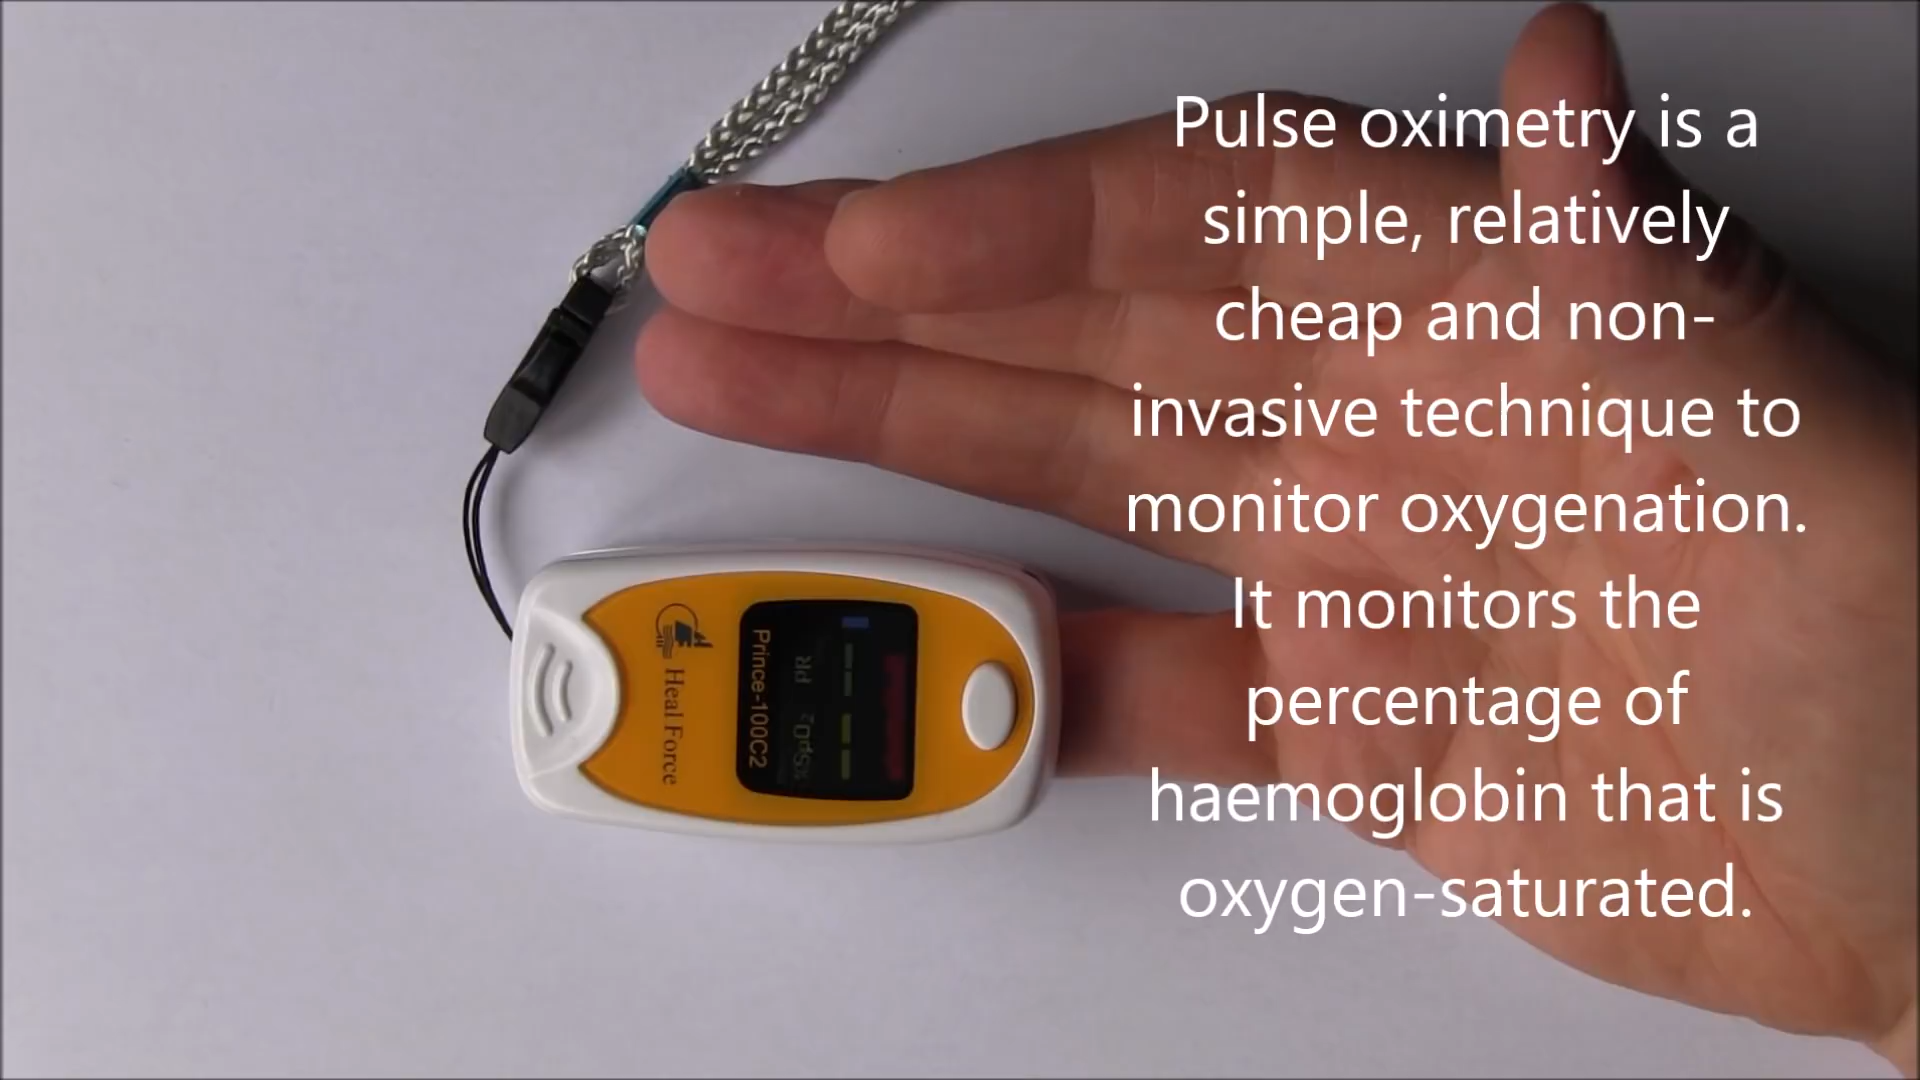 Pulse oximetry is a
simple, relatively
cheap and non-
invasive technique to
monitor oxygenation.
It monitors the
percentage of
haemoglobin that is
oxygen-saturated.
Heal Force
Prince-100C2
PR
%SpO₂